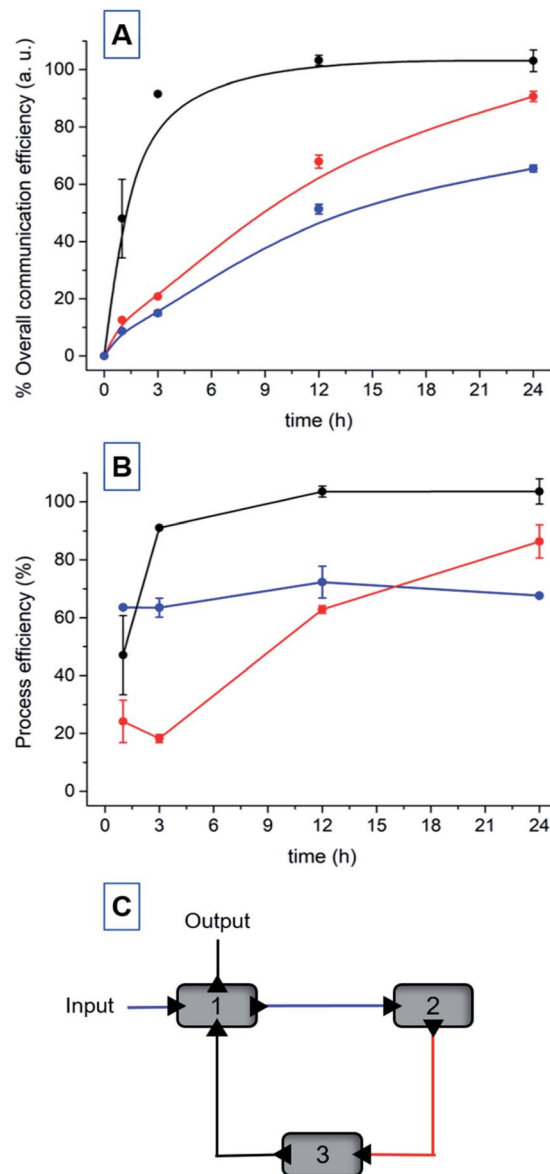 A
% Overall communication efficiency (a. u.)
100
80
60
40
20
0
0 3 6 9 12 15 18 21 24
time (h)
B
Process efficiency (%)
100
80
60
40
20
0
0 3 6 9 12 15 18 21 24
time (h)
C
Output
Input
1
2
3